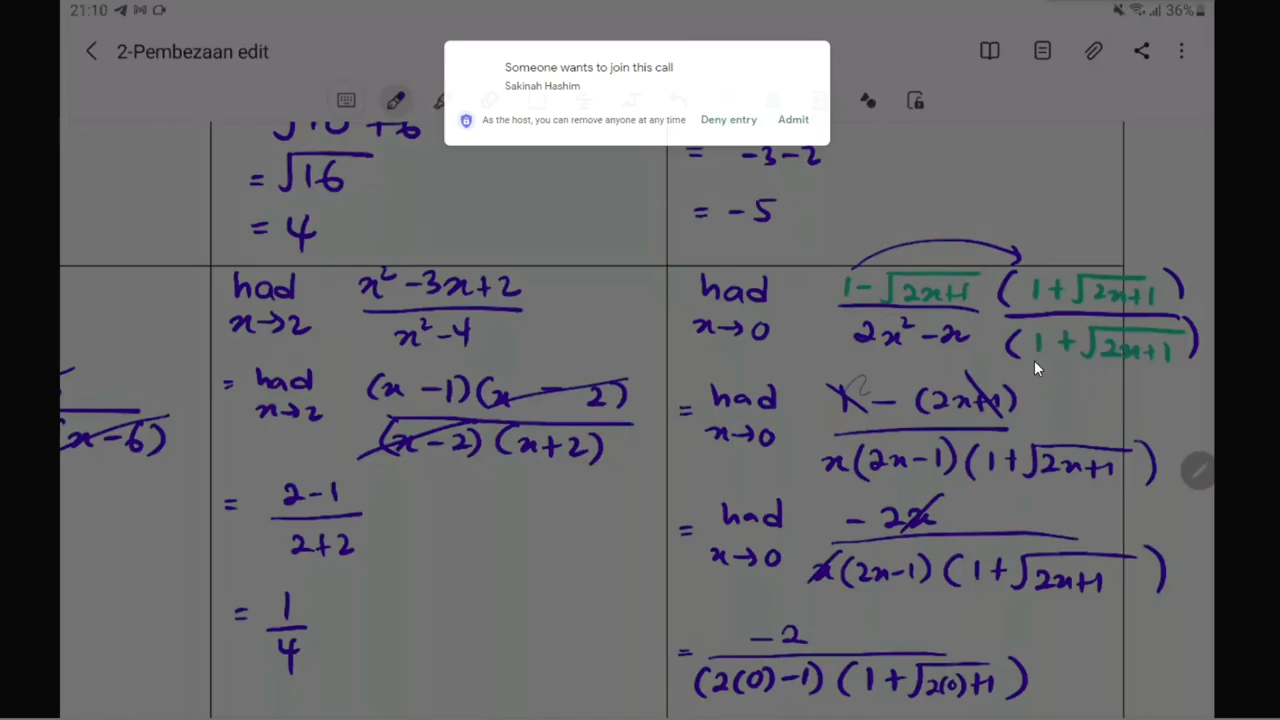 21:10
36%
2-Pembezaan edit
Someone wants to join this call
Sakinah Hashim
As the host, you can remove anyone at any time
Deny entry
Admit
√10 + 6
= √16
= 4
= -3-2
= -5
(x-6)
had x→2 (x² -3x+2)/(x² -4)
= had x→2 (x -1)(x - 2)/(x-2)(x+2)
= (2-1)/(2+2)
= 1/4
had x→0 (1-√(2x+1))/(2x² -x) (1+√(2x+1))/(1+√(2x+1))
= had x→0 (1 - (2x+1))/(x(2x-1)(1+√(2x+1)))
= had x→0 -2x/(x(2x-1)(1+√(2x+1)))
= -2/((2(0)-1)(1+√(2(0)+1)))